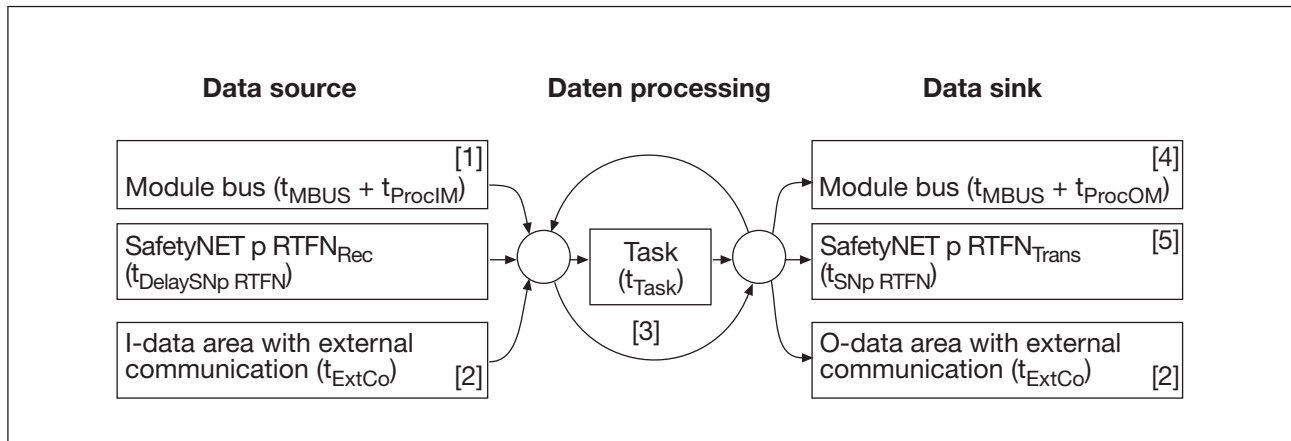 Data source
Daten processing
Data sink
[1]
Module bus (tMBUS + tProcIM)
SafetyNET p RTFNRec
(tDelaySNp RTFN)
I-data area with external
communication (tExtCo) [2]
Task
(tTask)
[3]
[4]
Module bus (tMBUS + tProcOM)
SafetyNET p RTFNTrans [5]
(tSNp RTFN)
O-data area with external
communication (tExtCo) [2]